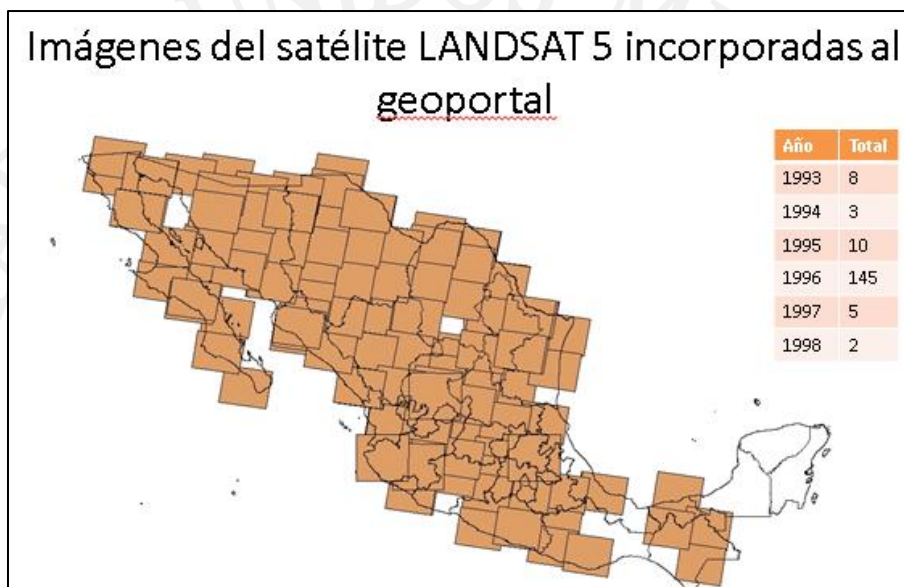 Imágenes del satélite LANDSAT 5 incorporadas al
geoportal
Año Total
1993 8
1994 3
1995 10
1996 145
1997 5
1998 2